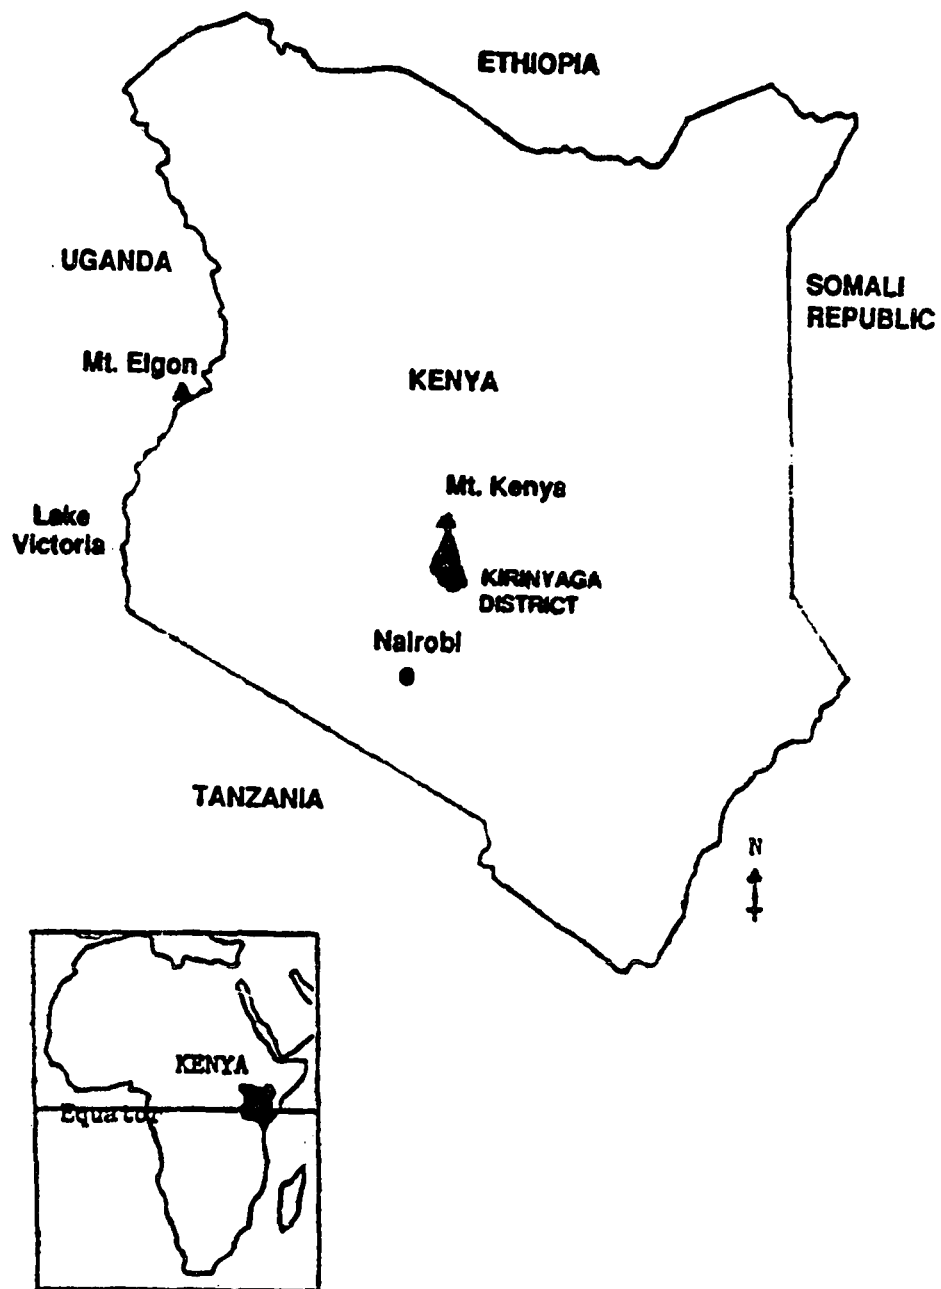 ETHIOPIA
UGANDA
SOMALI
REPUBLIC
Mt. Elgon
KENYA
Mt. Kenya
Lake
Victoria
KIRINYAGA
DISTRICT
Nairobi
TANZANIA
N
KENYA
Equator